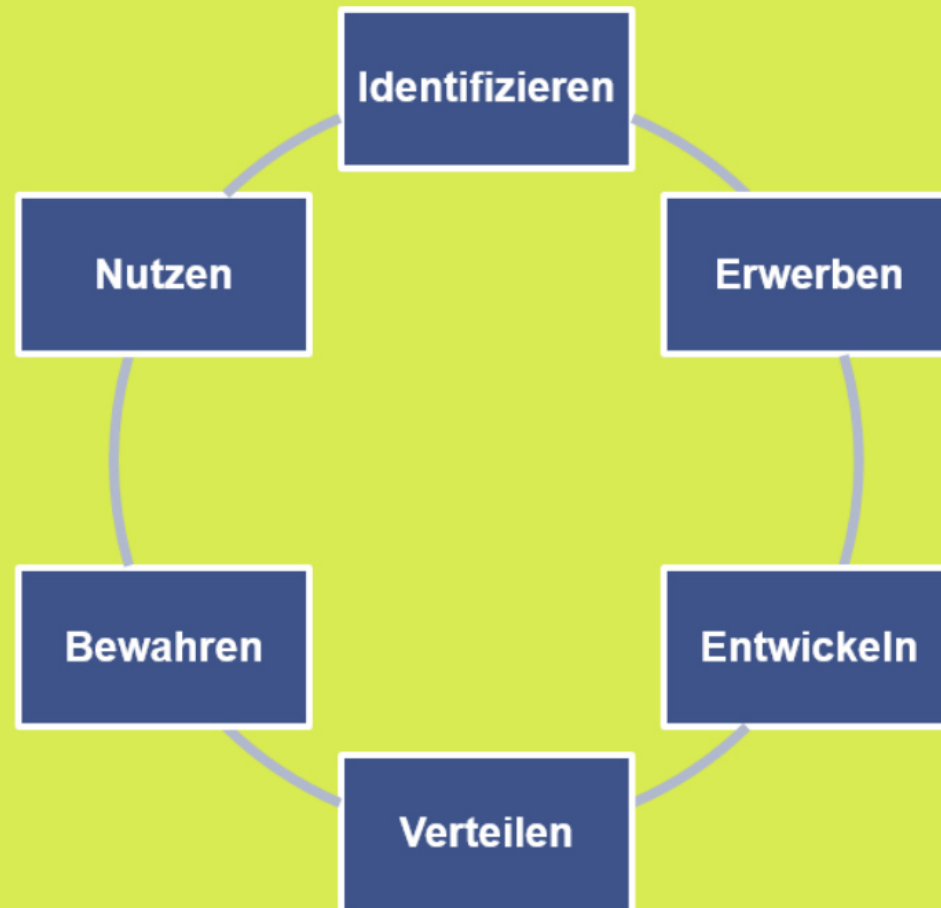 Identifizieren
Nutzen
Erwerben
Bewahren
Entwickeln
Verteilen